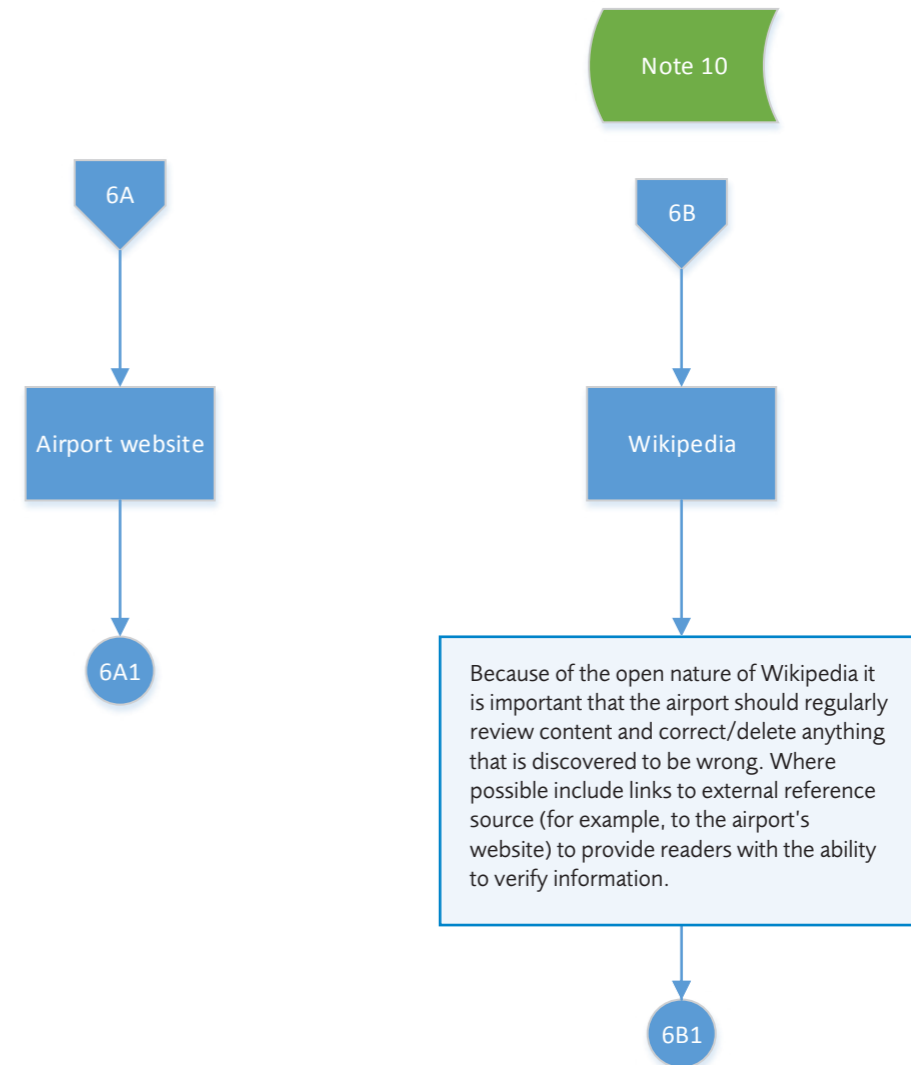 Note 10
6A
6B
Airport website
Wikipedia
6A1
Because of the open nature of Wikipedia it
is important that the airport should regularly
review content and correct/delete anything
that is discovered to be wrong. Where
possible include links to external reference
source (for example, to the airport's
website) to provide readers with the ability
to verify information.
6B1